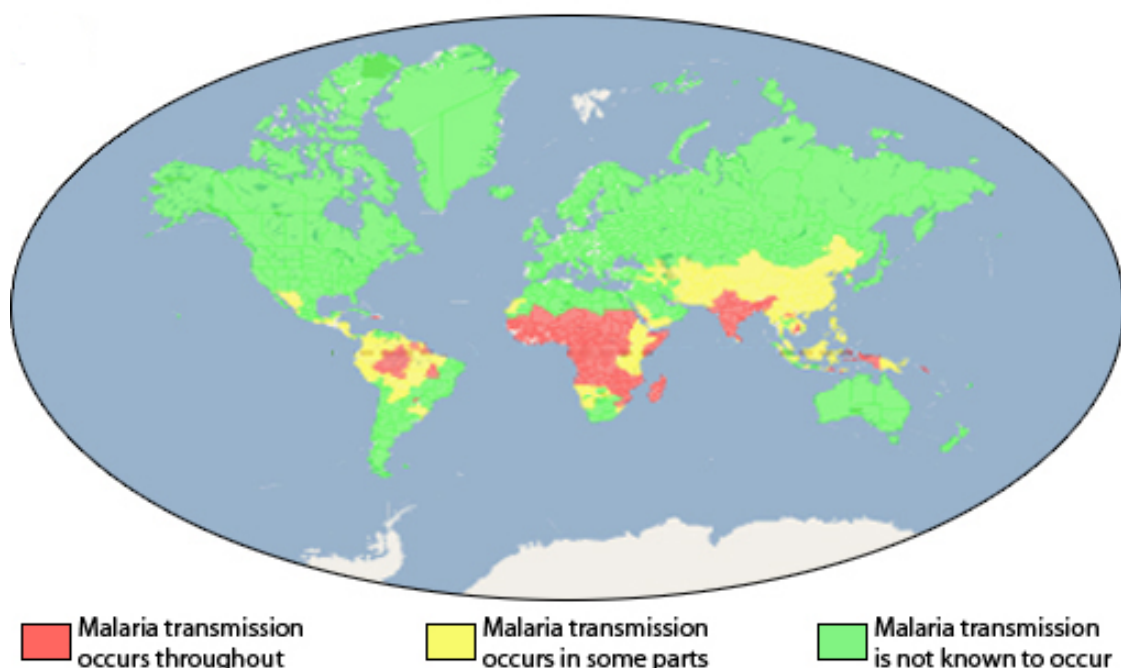 Malaria transmission
occurs throughout
Malaria transmission
occurs in some parts
Malaria transmission
is not known to occur